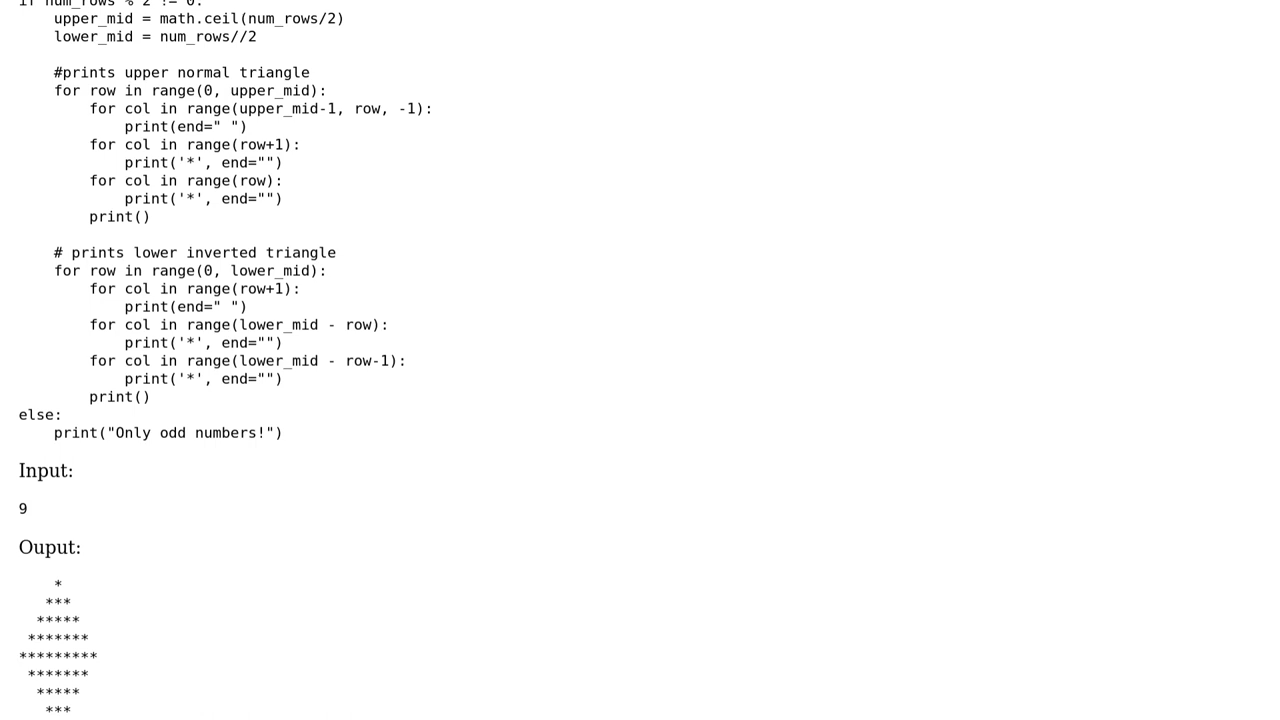 if num_rows % 2 != 0:
    upper_mid = math.ceil(num_rows/2)
    lower_mid = num_rows//2

    #prints upper normal triangle
    for row in range(0, upper_mid):
        for col in range(upper_mid-1, row, -1):
            print(end=" ")
        for col in range(row+1):
            print('*', end="")
        for col in range(row):
            print('*', end="")
        print()

    # prints lower inverted triangle
    for row in range(0, lower_mid):
        for col in range(row+1):
            print(end=" ")
        for col in range(lower_mid - row):
            print('*', end="")
        for col in range(lower_mid - row-1):
            print('*', end="")
        print()
else:
    print("Only odd numbers!")
Input:
9
Ouput:
    *
   ***
  *****
 *******
*********
 *******
  *****
   ***